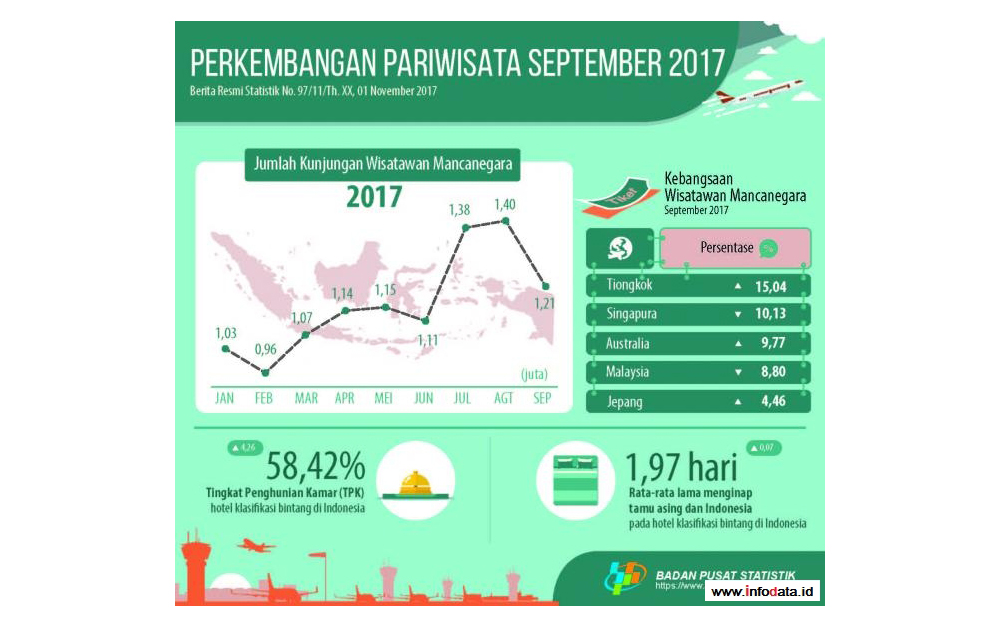 PERKEMBANGAN PARIWISATA SEPTEMBER 2017
Berita Resmi Statistik No. 97/11/Th. XX, 01 November 2017
Jumlah Kunjungan Wisatawan Mancanegara
2017
1,03
0,96
1,07
1,14
1,15
1,11
1,38
1,40
1,21
(juta)
JAN FEB MAR APR MEI JUN JUL AGT SEP
Tiket
Kebangsaan
Wisatawan Mancanegara
September 2017
Persentase
Tiongkok ▲ 15,04
Singapura ▼ 10,13
Australia ▲ 9,77
Malaysia ▼ 8,80
Jepang ▲ 4,46
▲ 4,26
58,42%
Tingkat Penghunian Kamar (TPK)
hotel klasifikasi bintang di Indonesia
▲ 0,07
1,97 hari
Rata-rata lama menginap
tamu asing dan Indonesia
pada hotel klasifikasi bintang di Indonesia
BADAN PUSAT STATISTIK
https://www.
www.infodata.id